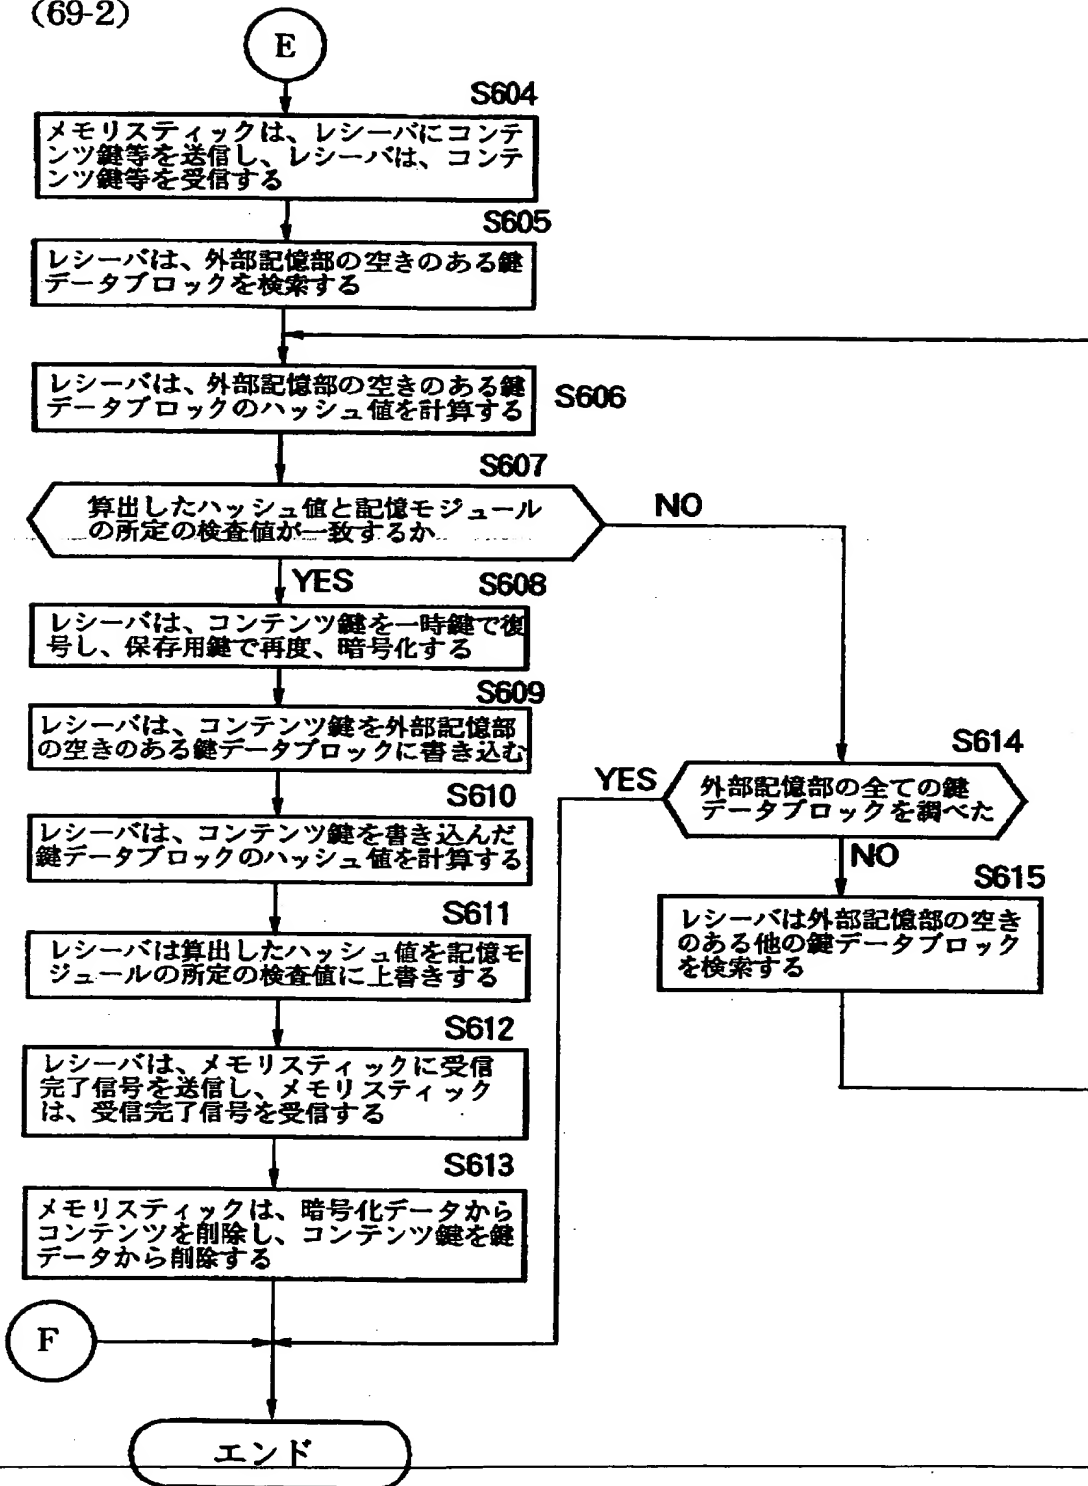 (69-2)
E
S604
メモリスティックは、レシーバにコンテ
ンツ鍵等を送信し、レシーバは、コンテ
ンツ鍵等を受信する
S605
レシーバは、外部記憶部の空きのある鍵
データブロックを検索する
レシーバは、外部記憶部の空きのある鍵
データブロックのハッシュ値を計算する
S606
S607
算出したハッシュ値と記憶モジュール
の所定の検査値が一致するか
NO
YES
S608
レシーバは、コンテンツ鍵を一時鍵で復
号し、保存用鍵で再度、暗号化する
S609
レシーバは、コンテンツ鍵を外部記憶部
の空きのある鍵データブロックに書き込む
S610
レシーバは、コンテンツ鍵を書き込んだ
鍵データブロックのハッシュ値を計算する
S611
レシーバは算出したハッシュ値を記憶モ
ジュールの所定の検査値に上書きする
S612
レシーバは、メモリスティックに受信
完了信号を送信し、メモリスティック
は、受信完了信号を受信する
S613
メモリスティックは、暗号化データから
コンテンツを削除し、コンテンツ鍵を鍵
データから削除する
S614
YES
外部記憶部の全ての鍵
データブロックを調べた
NO
S615
レシーバは外部記憶部の空き
のある他の鍵データブロック
を検索する
F
エンド